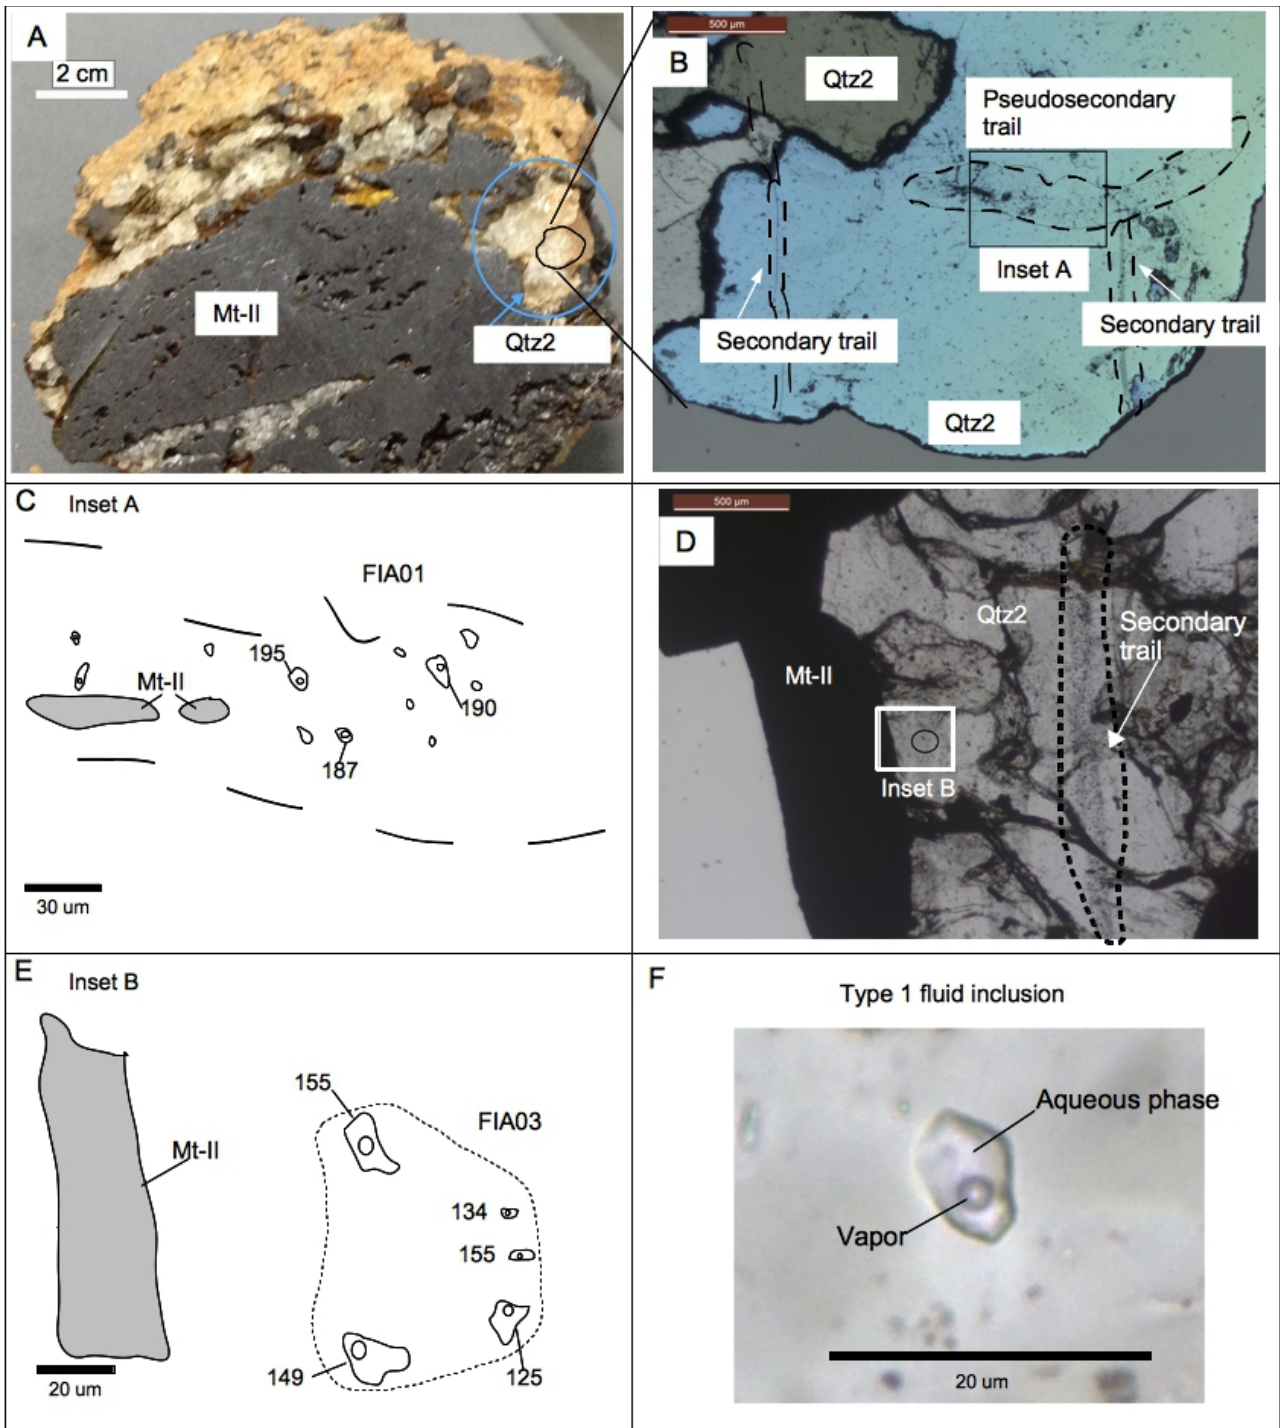 A
2 cm
Mt-II
Qtz2
500 µm
B
Qtz2
Pseudosecondary
trail
Inset A
Secondary trail
Secondary trail
Qtz2
C
Inset A
FIA01
195
Mt-II
190
187
30 um
500 µm
D
Qtz2
Secondary
trail
Mt-II
Inset B
E
Inset B
155
FIA03
Mt-II
134
155
149
125
20 um
F
Type 1 fluid inclusion
Aqueous phase
Vapor
20 um